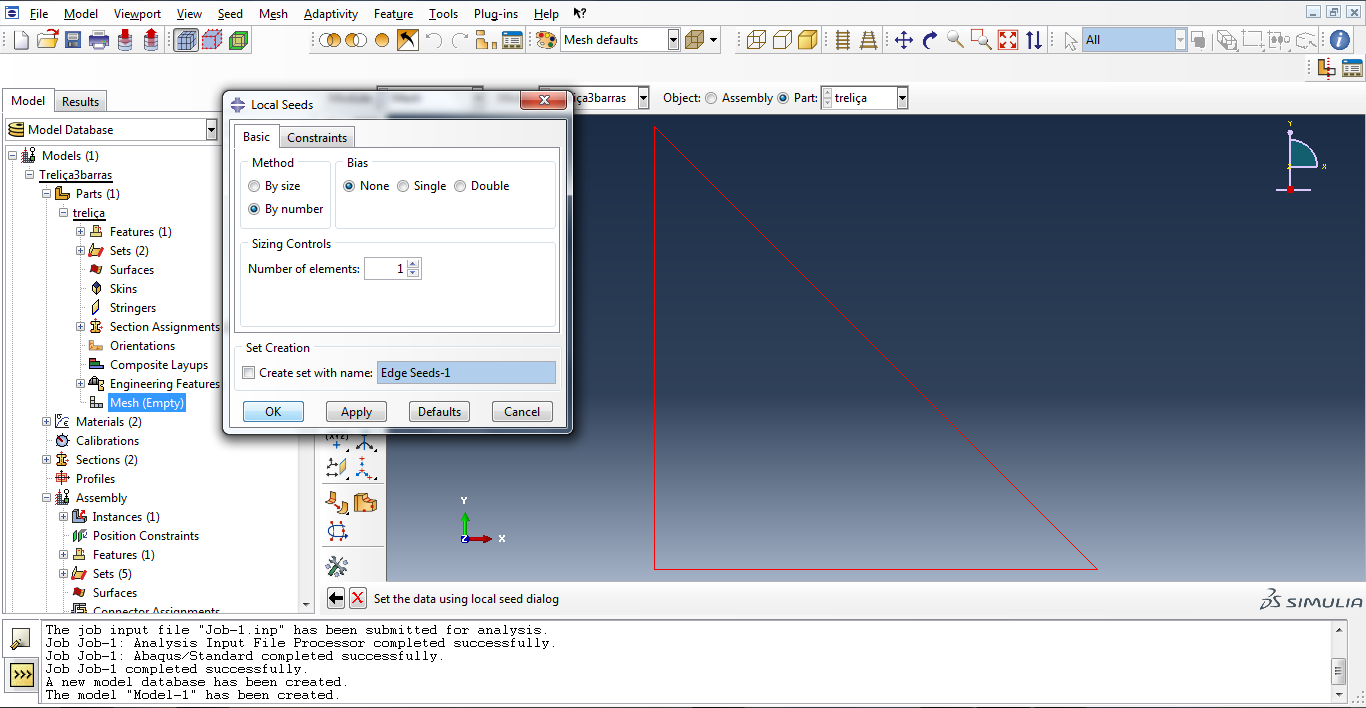 File Model Viewport View Seed Mesh Adaptivity Feature Tools Plug-ins Help
Mesh defaults All
Model Results
Local Seeds
ça3barras Object: Assembly Part: treliça
Model Database
Models (1)
Treliça3barras
Parts (1)
treliça
Features (1)
Sets (2)
Surfaces
Skins
Stringers
Section Assignments
Orientations
Composite Layups
Engineering Features
Mesh (Empty)
Materials (2)
Calibrations
Sections (2)
Profiles
Assembly
Instances (1)
Position Constraints
Features (1)
Sets (5)
Surfaces
Connector Assignments
Basic Constraints
Method
By size
By number
Bias
None Single Double
Sizing Controls
Number of elements: 1
Set Creation
Create set with name: Edge Seeds-1
OK Apply Defaults Cancel
(XYZ)
Y
X
Z
Y
Z X
Set the data using local seed dialog
SIMULIA
The job input file "Job-1.inp" has been submitted for analysis.
Job Job-1: Analysis Input File Processor completed successfully.
Job Job-1: Abaqus/Standard completed successfully.
Job Job-1 completed successfully.
A new model database has been created.
The model "Model-1" has been created.
>>>